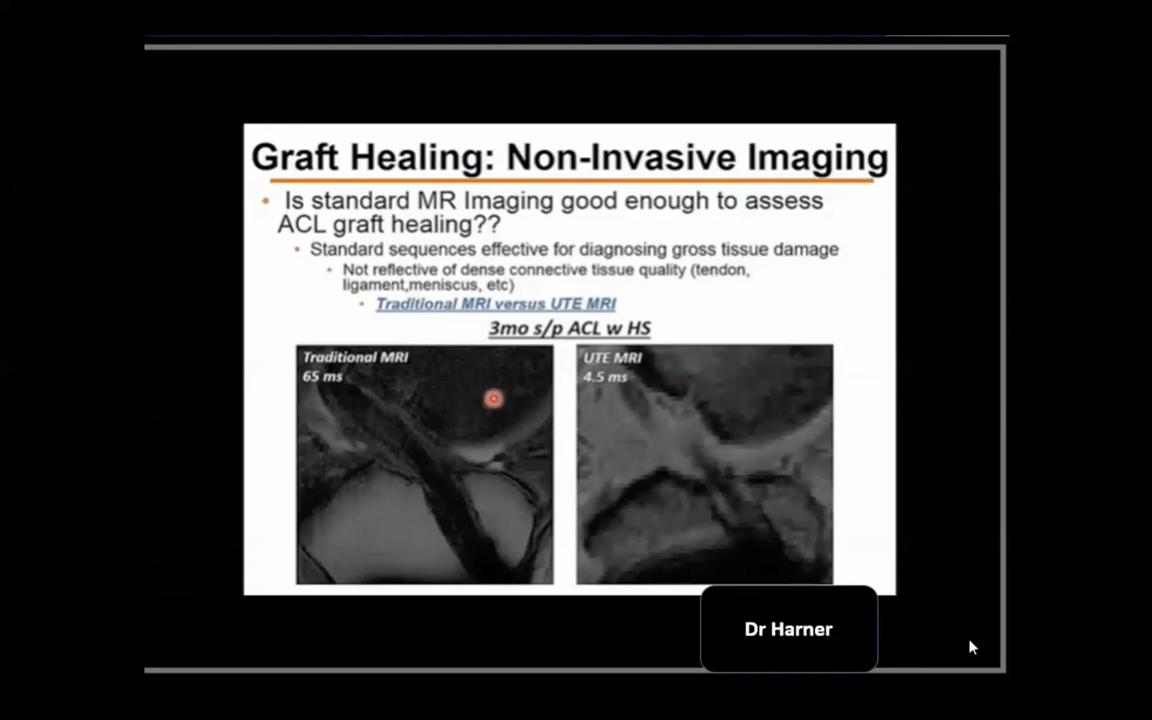 Graft Healing: Non-Invasive Imaging
• Is standard MR Imaging good enough to assess
ACL graft healing??
• Standard sequences effective for diagnosing gross tissue damage
• Not reflective of dense connective tissue quality (tendon,
ligament,meniscus, etc)
• Traditional MRI versus UTE MRI
3mo s/p ACL w HS
Traditional MRI
65 ms
UTE MRI
4.5 ms
Dr Harner